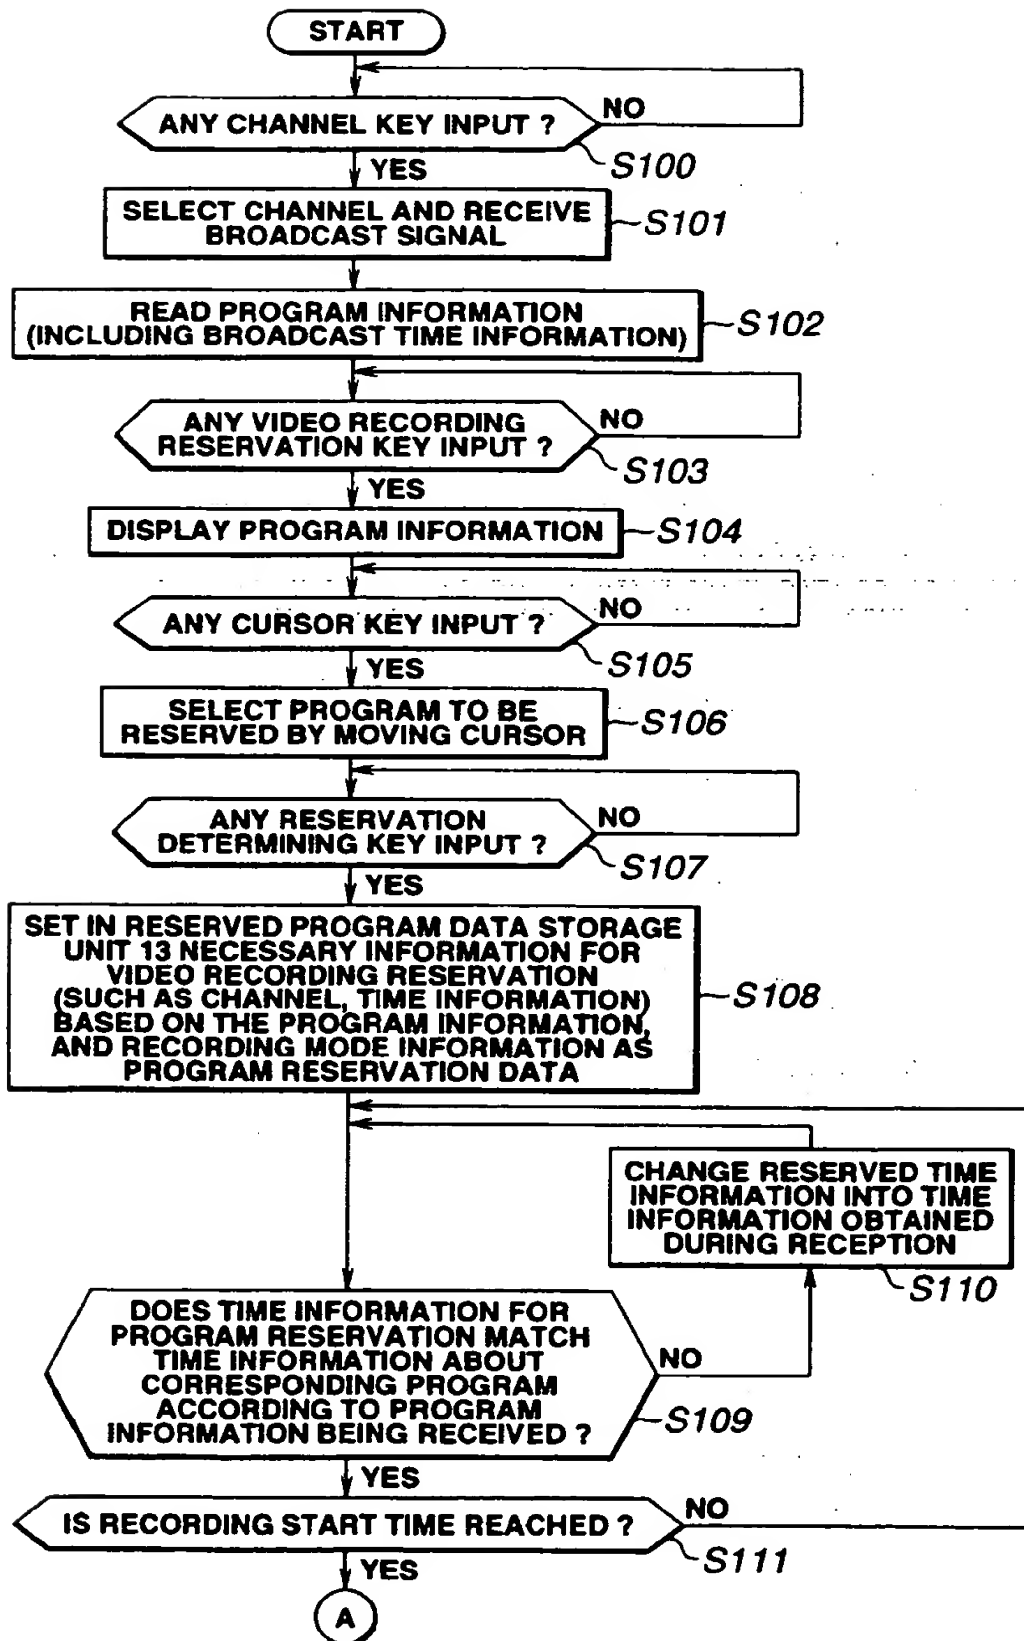 START
ANY CHANNEL KEY INPUT ?
NO
S100
YES
SELECT CHANNEL AND RECEIVE
BROADCAST SIGNAL
S101
READ PROGRAM INFORMATION
(INCLUDING BROADCAST TIME INFORMATION)
S102
ANY VIDEO RECORDING
RESERVATION KEY INPUT ?
NO
S103
YES
DISPLAY PROGRAM INFORMATION
S104
ANY CURSOR KEY INPUT ?
NO
S105
YES
SELECT PROGRAM TO BE
RESERVED BY MOVING CURSOR
S106
ANY RESERVATION
DETERMINING KEY INPUT ?
NO
S107
YES
SET IN RESERVED PROGRAM DATA STORAGE
UNIT 13 NECESSARY INFORMATION FOR
VIDEO RECORDING RESERVATION
(SUCH AS CHANNEL, TIME INFORMATION)
BASED ON THE PROGRAM INFORMATION,
AND RECORDING MODE INFORMATION AS
PROGRAM RESERVATION DATA
S108
CHANGE RESERVED TIME
INFORMATION INTO TIME
INFORMATION OBTAINED
DURING RECEPTION
S110
DOES TIME INFORMATION FOR
PROGRAM RESERVATION MATCH
TIME INFORMATION ABOUT
CORRESPONDING PROGRAM
ACCORDING TO PROGRAM
INFORMATION BEING RECEIVED ?
NO
S109
YES
IS RECORDING START TIME REACHED ?
NO
S111
YES
A